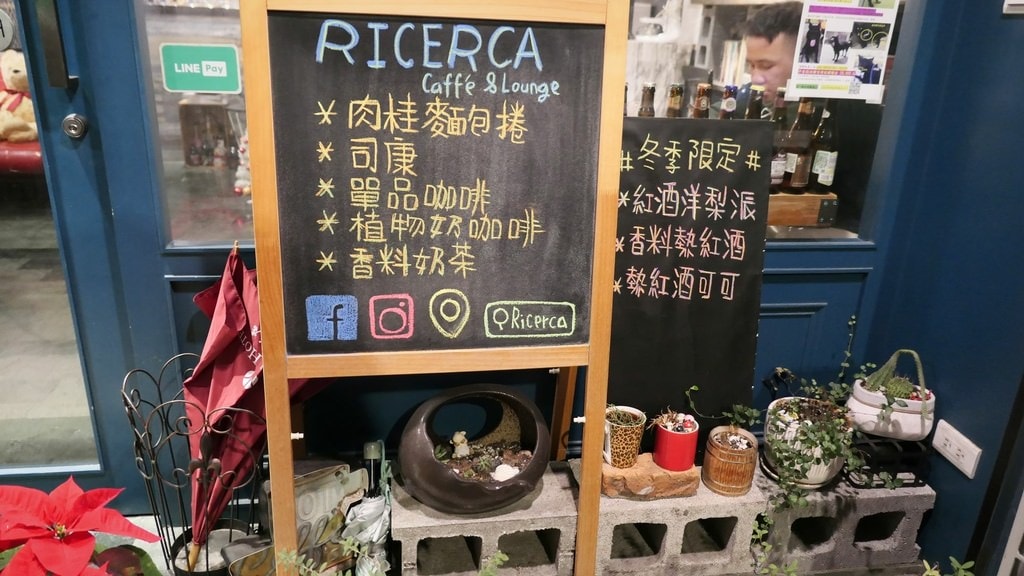 RICERCA
Caffé & Lounge
* 肉桂麵包捲
* 司康
* 單品咖啡
* 植物奶咖啡
* 香料奶茶
f
Ricerca
LINE Pay
#冬季限定#
*紅酒洋梨派
*香料熱紅酒
*熱紅酒可可